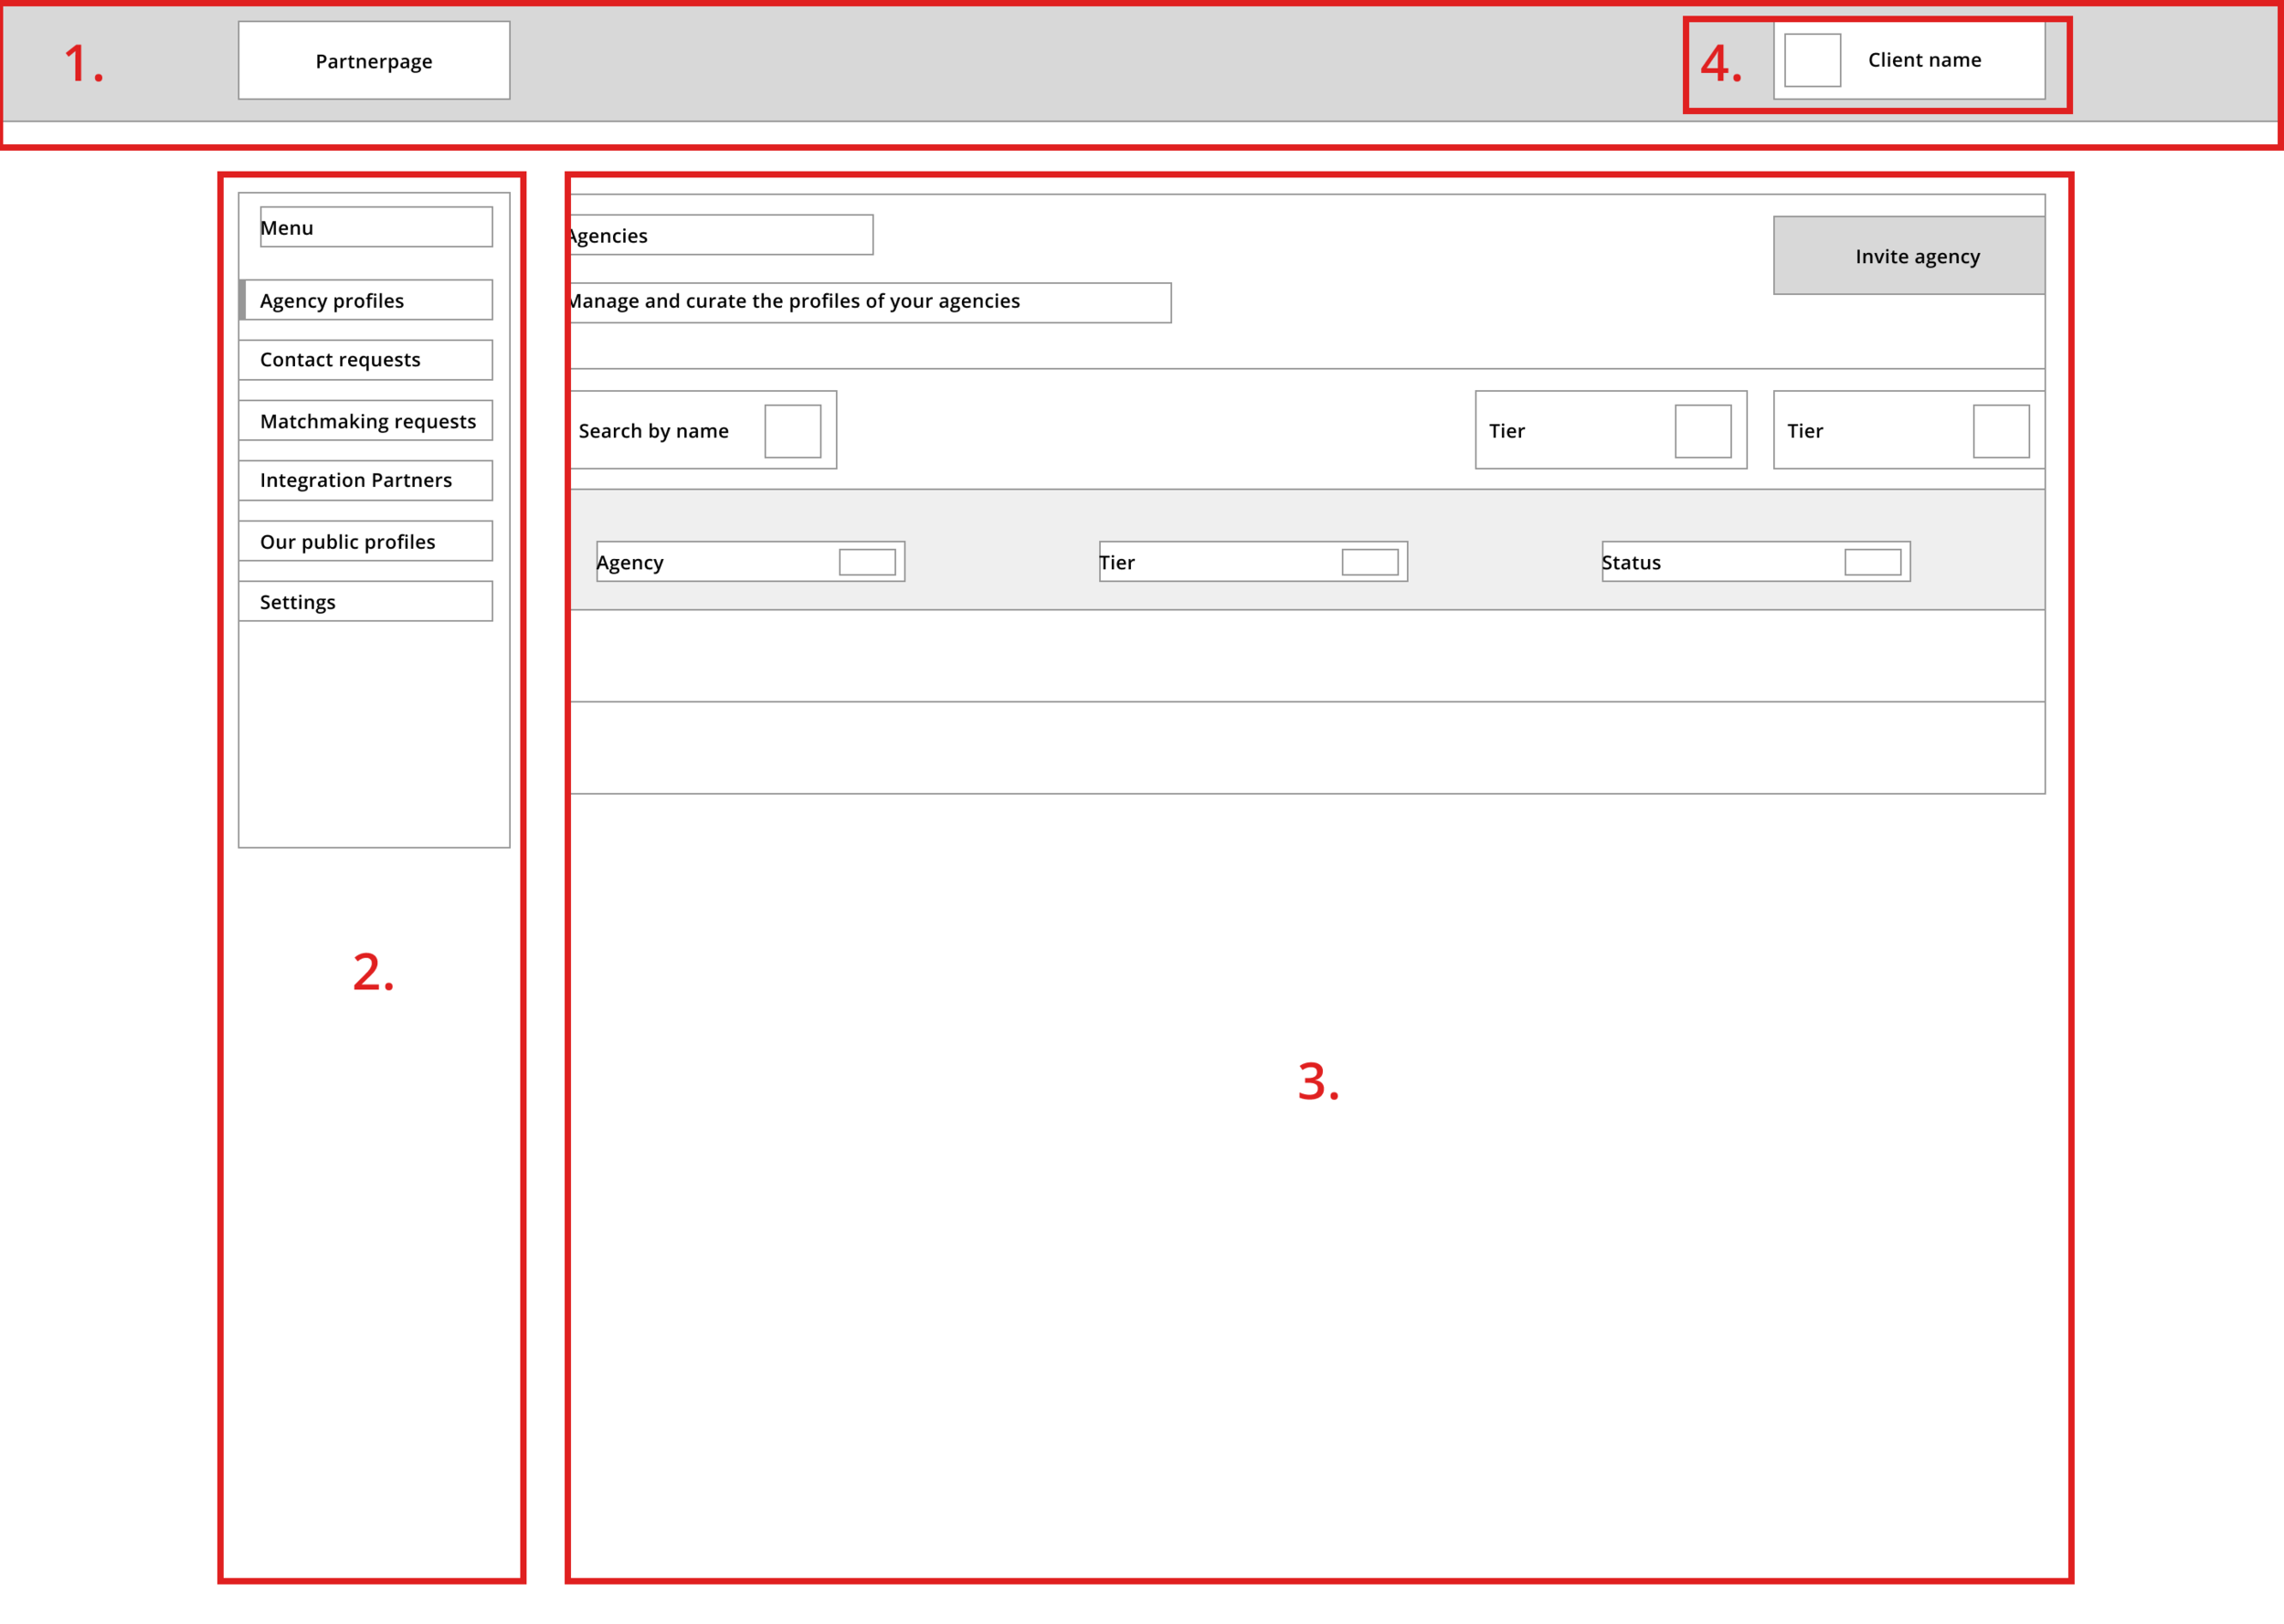 1.
Partnerpage
4.
Client name
Menu
Agency profiles
Contact requests
Matchmaking requests
Integration Partners
Our public profiles
Settings
2.
Agencies
Invite agency
Manage and curate the profiles of your agencies
Search by name
Tier
Tier
Agency
Tier
Status
3.